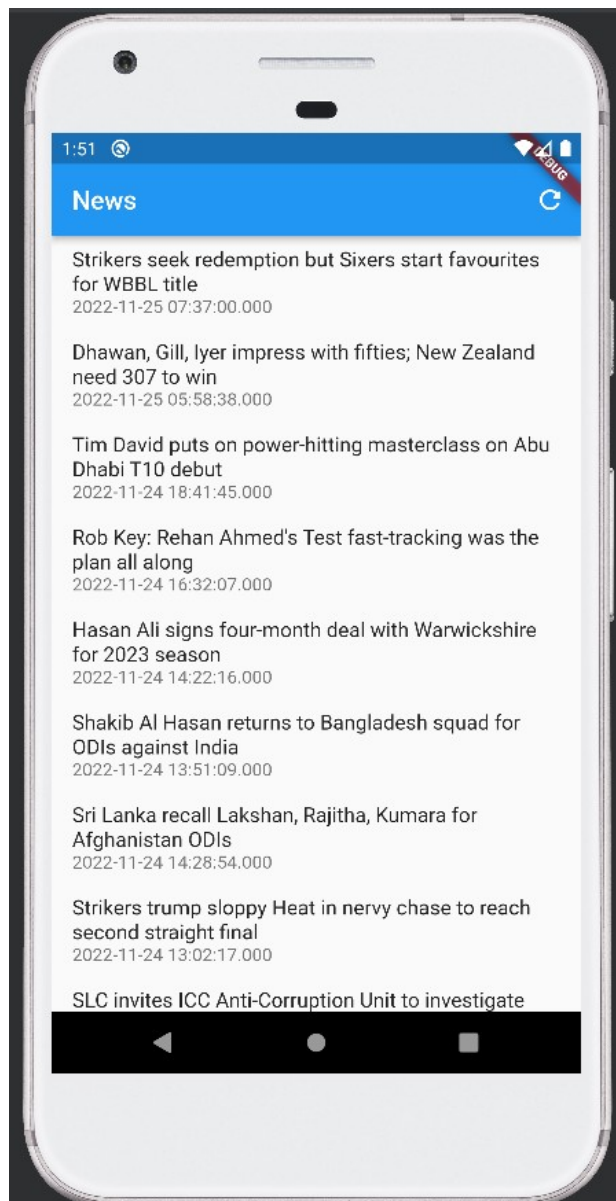 1:51
DEBUG
News
Strikers seek redemption but Sixers start favourites
for WBBL title
2022-11-25 07:37:00.000
Dhawan, Gill, Iyer impress with fifties; New Zealand
need 307 to win
2022-11-25 05:58:38.000
Tim David puts on power-hitting masterclass on Abu
Dhabi T10 debut
2022-11-24 18:41:45.000
Rob Key: Rehan Ahmed's Test fast-tracking was the
plan all along
2022-11-24 16:32:07.000
Hasan Ali signs four-month deal with Warwickshire
for 2023 season
2022-11-24 14:22:16.000
Shakib Al Hasan returns to Bangladesh squad for
ODIs against India
2022-11-24 13:51:09.000
Sri Lanka recall Lakshan, Rajitha, Kumara for
Afghanistan ODIs
2022-11-24 14:28:54.000
Strikers trump sloppy Heat in nervy chase to reach
second straight final
2022-11-24 13:02:17.000
SLC invites ICC Anti-Corruption Unit to investigate